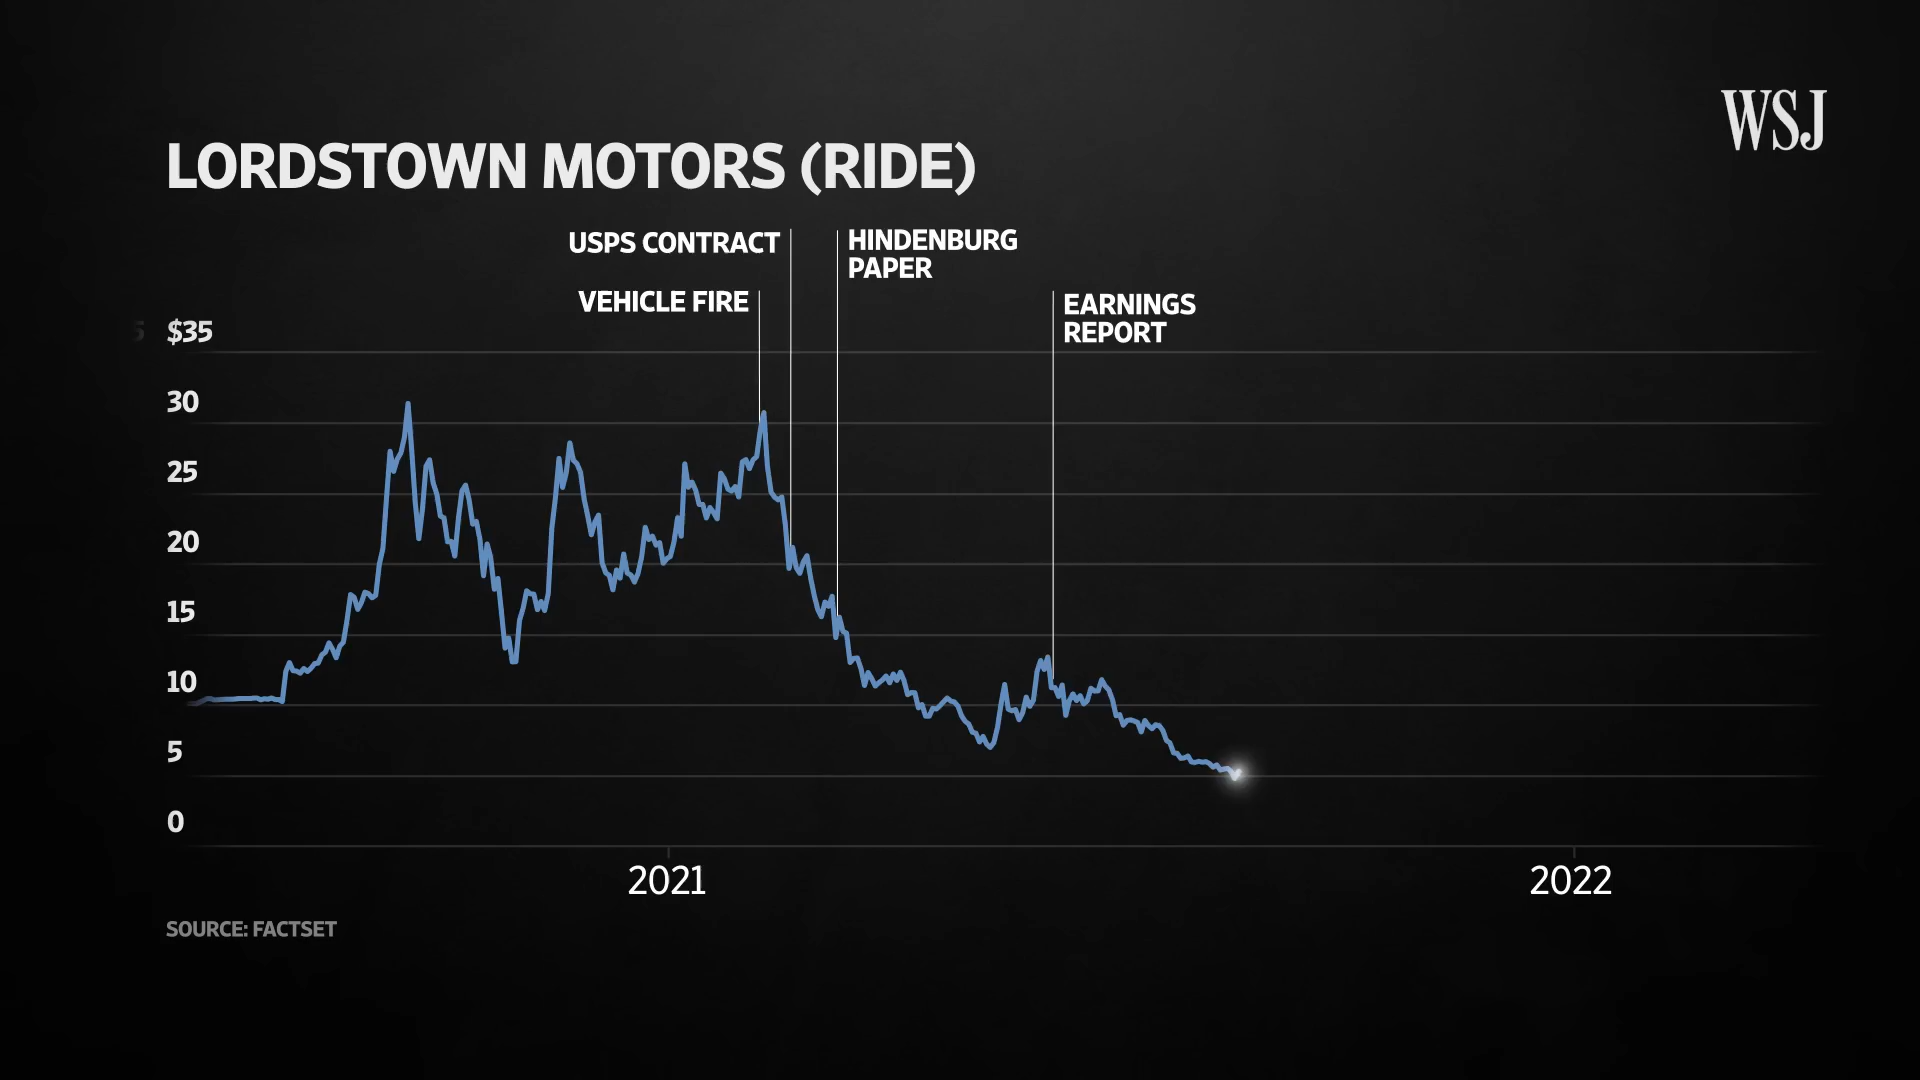 WSJ
LORDSTOWN MOTORS (RIDE)
USPS CONTRACT
HINDENBURG
PAPER
VEHICLE FIRE
EARNINGS
REPORT
$35
30
25
20
15
10
5
0
2021
2022
SOURCE: FACTSET